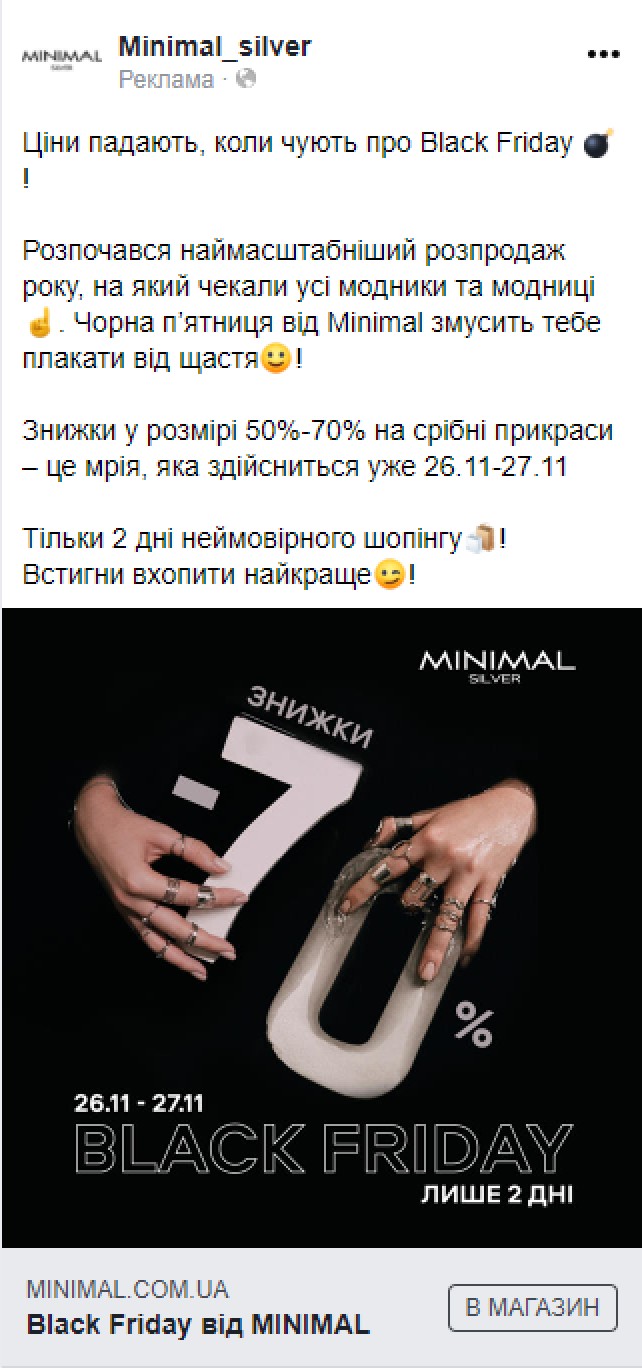 MINIMAL
SILVER
Minimal_silver
Реклама ·
Ціни падають, коли чують про Black Friday 💣
!
Розпочався наймасштабніший розпродаж
року, на який чекали усі модники та модниці
☝️. Чорна п’ятниця від Minimal змусить тебе
плакати від щастя🙂!
Знижки у розмірі 50%-70% на срібні прикраси
– це мрія, яка здійсниться уже 26.11-27.11
Тільки 2 дні неймовірного шопінгу🛍️!
Встигни вхопити найкраще😉!
MINIMAL
SILVER
ЗНИЖКИ
-70%
26.11 - 27.11
BLACK FRIDAY
ЛИШЕ 2 ДНІ
MINIMAL.COM.UA
Black Friday від MINIMAL
В МАГАЗИН